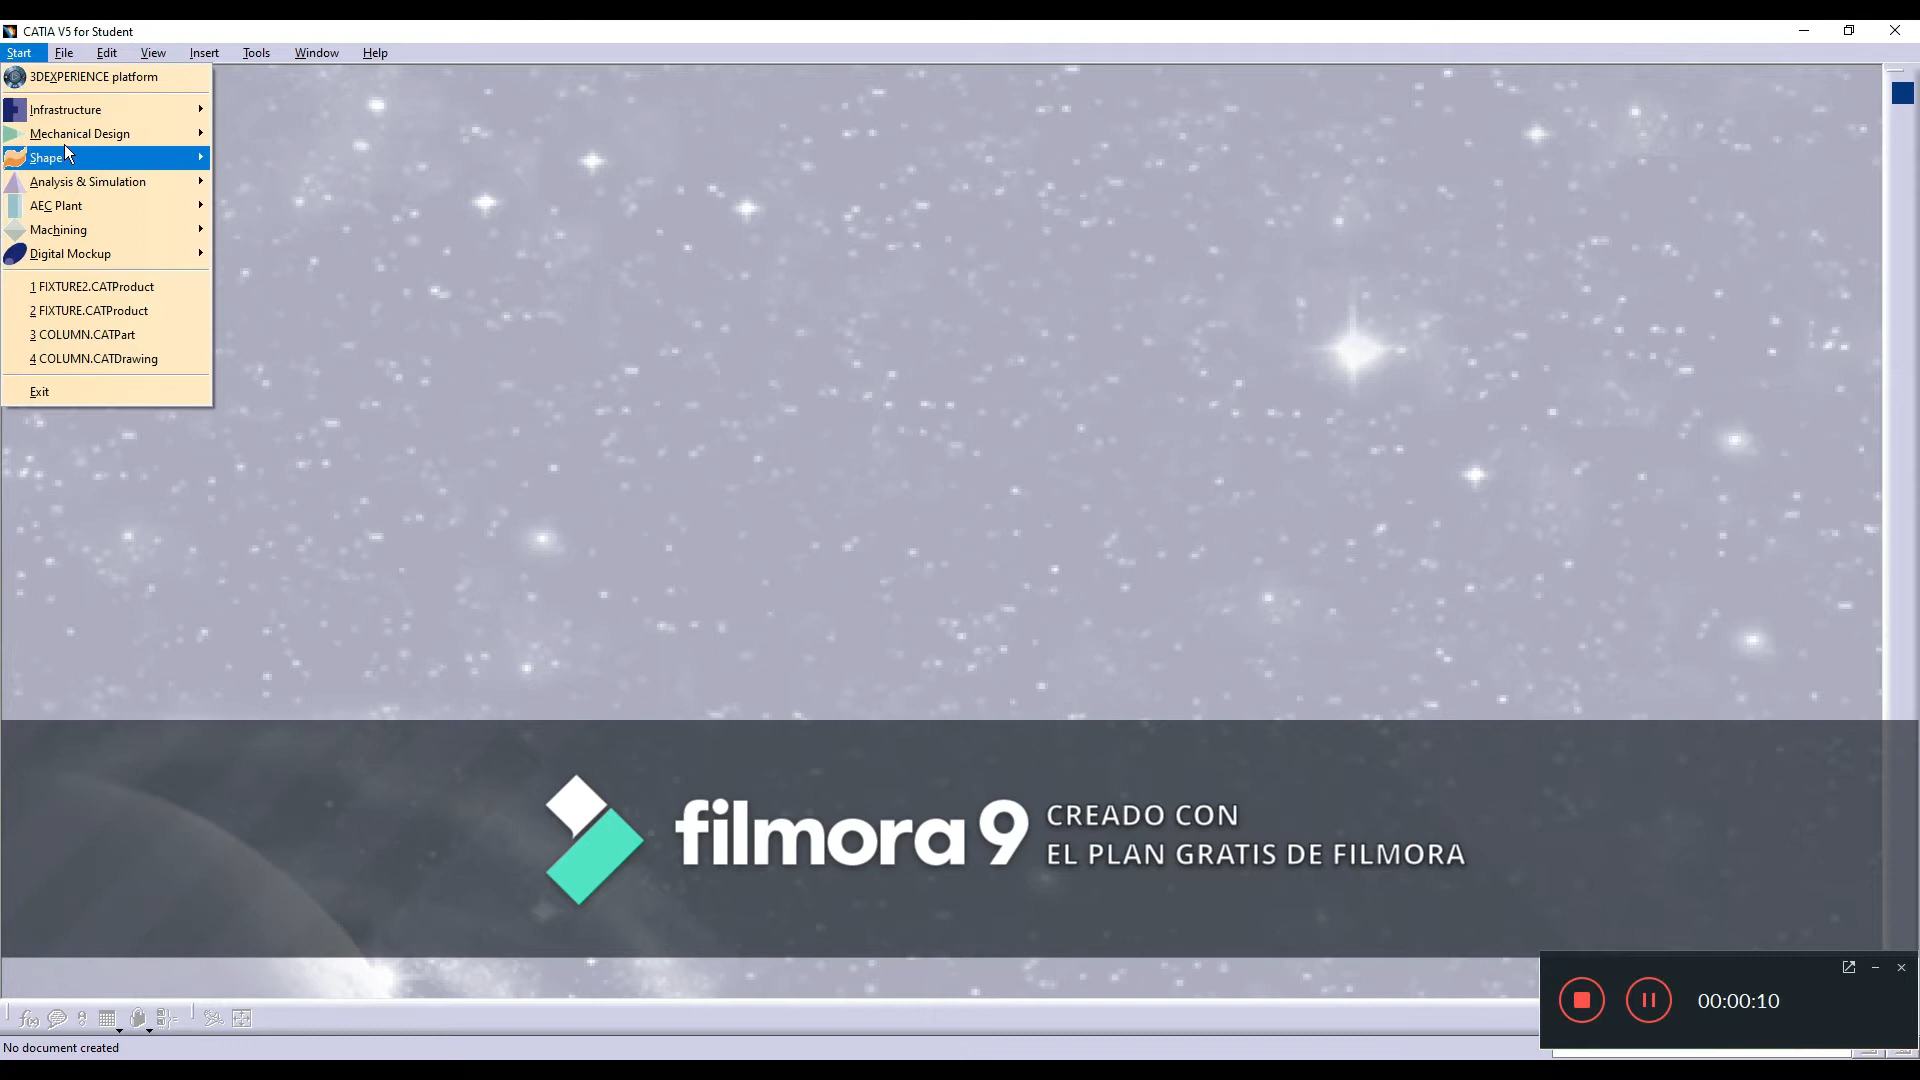 CATIA V5 for Student
Start File Edit View Insert Tools Window Help
3DEXPERIENCE platform
Infrastructure
Mechanical Design
Shape
Analysis & Simulation
AEC Plant
Machining
Digital Mockup
1 FIXTURE2.CATProduct
2 FIXTURE.CATProduct
3 COLUMN.CATPart
4 COLUMN.CATDrawing
Exit
filmora 9
CREADO CON
EL PLAN GRATIS DE FILMORA
00:00:10
f(x)
No document created